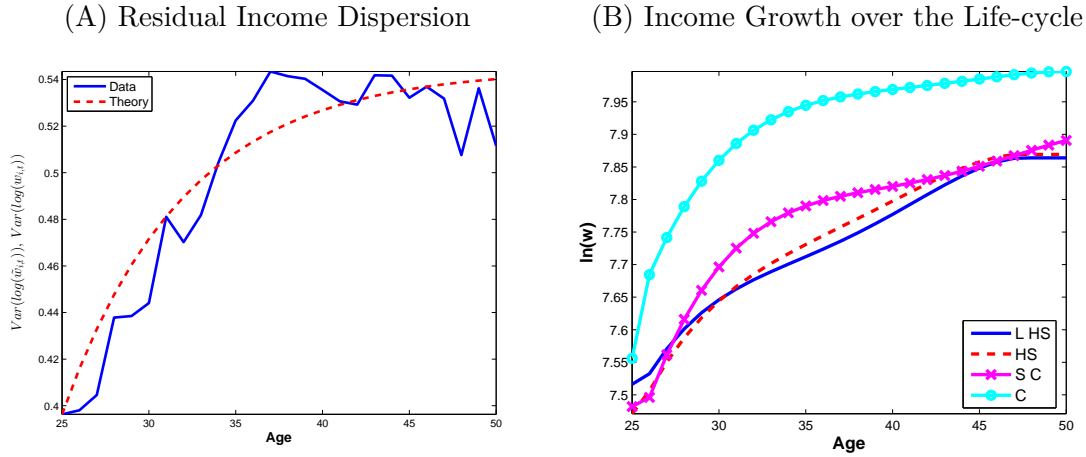 (A) Residual Income Dispersion
Var(log(w̃i,t)), Var(log(wi,t))
0.54
0.52
0.5
0.48
0.46
0.44
0.42
0.4
Data
Theory
25 30 35 40 45 50
Age
(B) Income Growth over the Life-cycle
ln(w)
7.95
7.9
7.85
7.8
7.75
7.7
7.65
7.6
7.55
7.5
L HS
HS
S C
C
25 30 35 40 45 50
Age